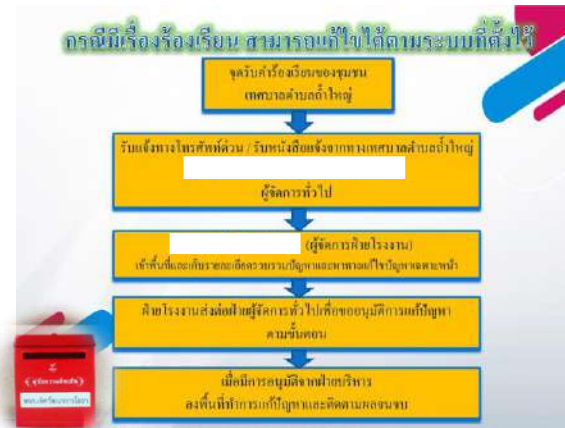 กรณีมีเรื่องร้องเรียน สามารถแก้ไขได้ตามระบบที่ตั้งไว้
จุดรับคำร้องเรียนของชุมชน
เทศบาลตำบลถ้ำใหญ่
รับแจ้งทางโทรศัพท์ด่วน / รับหนังสือแจ้งจากทางเทศบาลตำบลถ้ำใหญ่
ผู้จัดการทั่วไป
(ผู้จัดการฝ่ายโรงงาน)
เข้าพื้นที่และเก็บรายละเอียดรวบรวมปัญหาและหาทางแก้ไขปัญหาเฉพาะหน้า
ฝ่ายโรงงานส่งต่อฝ่ายผู้จัดการทั่วไปเพื่อขออนุมัติการแก้ปัญหา
ตามขั้นตอน
เมื่อมีการอนุมัติจากฝ่ายบริหาร
ลงพื้นที่ทำการแก้ปัญหาและติดตามผลจนจบ